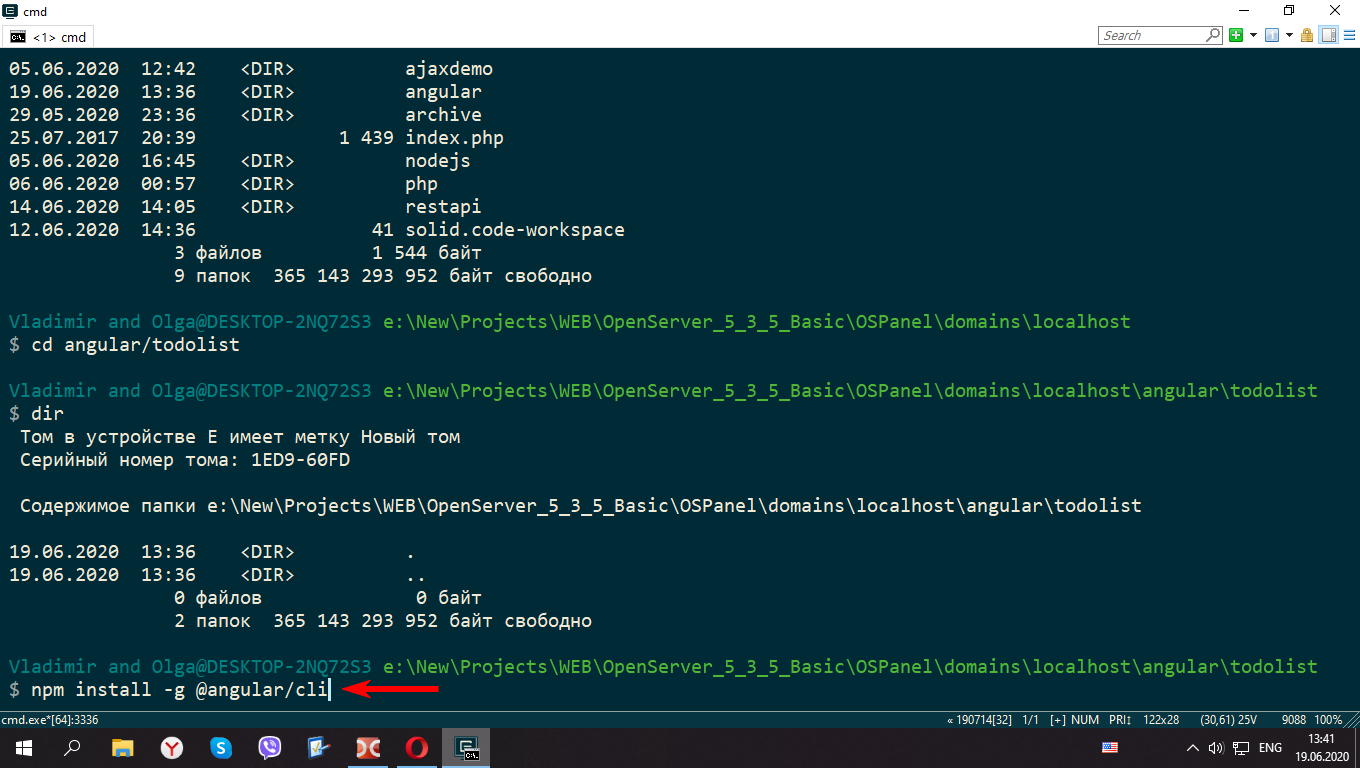 cmd
<1> cmd
Search
05.06.2020  12:42    <DIR>          ajaxdemo
19.06.2020  13:36    <DIR>          angular
29.05.2020  23:36    <DIR>          archive
25.07.2017  20:39             1 439 index.php
05.06.2020  16:45    <DIR>          nodejs
06.06.2020  00:57    <DIR>          php
14.06.2020  14:05    <DIR>          restapi
12.06.2020  14:36                41 solid.code-workspace
               3 файлов          1 544 байт
               9 папок  365 143 293 952 байт свободно
Vladimir and Olga@DESKTOP-2NQ72S3 e:\New\Projects\WEB\OpenServer_5_3_5_Basic\OSPanel\domains\localhost
$ cd angular/todolist
Vladimir and Olga@DESKTOP-2NQ72S3 e:\New\Projects\WEB\OpenServer_5_3_5_Basic\OSPanel\domains\localhost\angular\todolist
$ dir
 Том в устройстве E имеет метку Новый том
 Серийный номер тома: 1ED9-60FD
 Содержимое папки e:\New\Projects\WEB\OpenServer_5_3_5_Basic\OSPanel\domains\localhost\angular\todolist
19.06.2020  13:36    <DIR>          .
19.06.2020  13:36    <DIR>          ..
               0 файлов              0 байт
               2 папок  365 143 293 952 байт свободно
Vladimir and Olga@DESKTOP-2NQ72S3 e:\New\Projects\WEB\OpenServer_5_3_5_Basic\OSPanel\domains\localhost\angular\todolist
$ npm install -g @angular/cli
cmd.exe*[64]:3336 « 190714[32] 1/1 [+] NUM PRI↕ 122x28 (30,61) 25V 9088 100%
ENG 13:41
19.06.2020